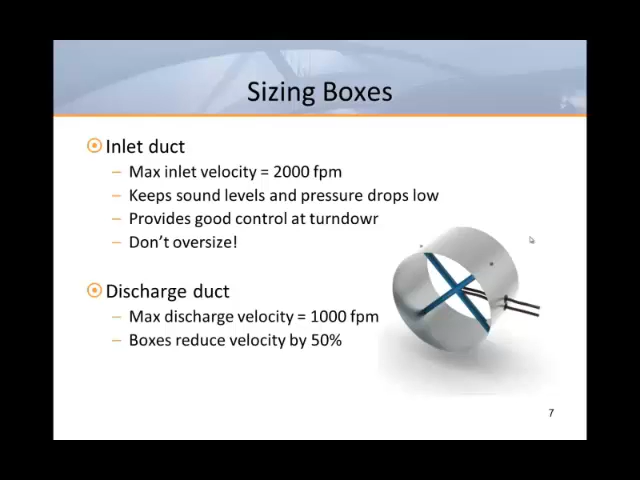 Sizing Boxes
Inlet duct
– Max inlet velocity = 2000 fpm
– Keeps sound levels and pressure drops low
– Provides good control at turndowr
– Don't oversize!
Discharge duct
– Max discharge velocity = 1000 fpm
– Boxes reduce velocity by 50%
7